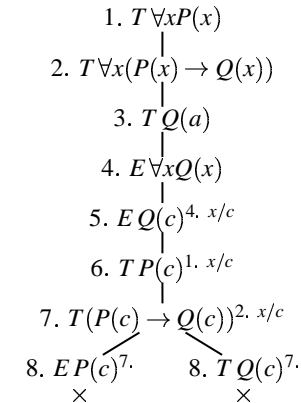 1. T ∀xP(x)
2. T ∀x(P(x) → Q(x))
3. T Q(a)
4. E ∀xQ(x)
5. E Q(c)⁴· ˣ/ᶜ
6. T P(c)¹· ˣ/ᶜ
7. T(P(c) → Q(c))²· ˣ/ᶜ
8. E P(c)⁷· 8. T Q(c)⁷·
× ×